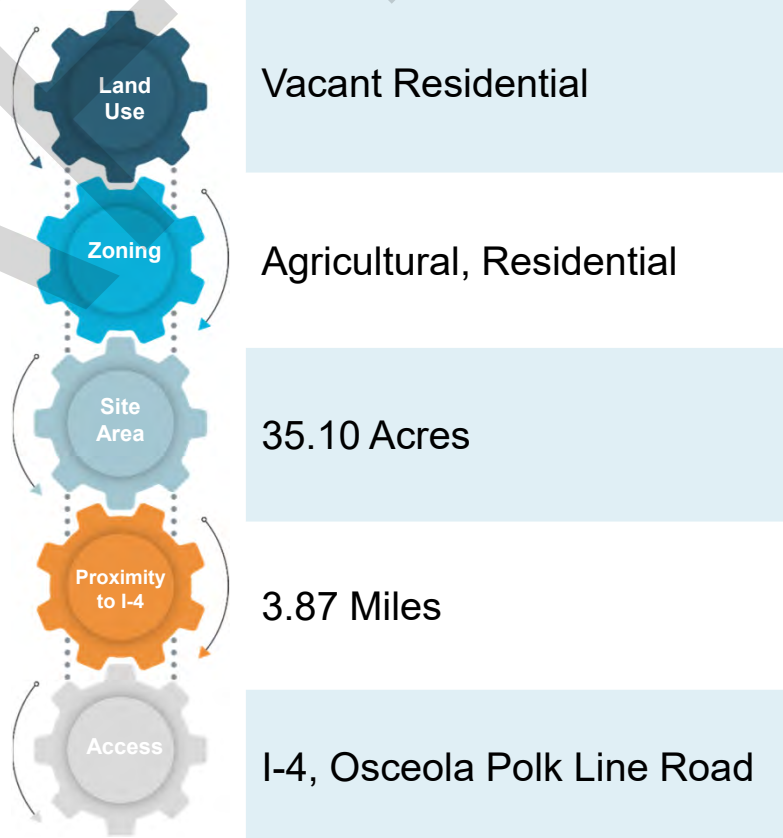 Land
Use
Vacant Residential
Zoning
Agricultural, Residential
Site
Area
35.10 Acres
Proximity
to I-4
3.87 Miles
Access
I-4, Osceola Polk Line Road